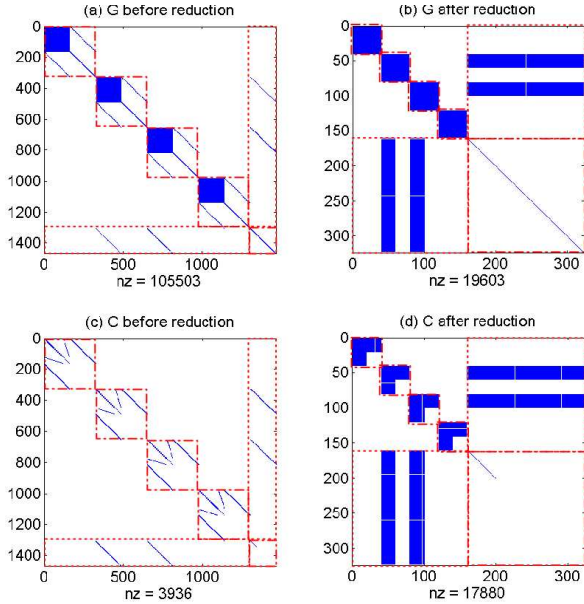 (a) G before reduction
0
200
400
600
800
1000
1200
1400
0 500 1000
nz = 105503
(b) G after reduction
0
50
100
150
200
250
300
0 100 200 300
nz = 19603
(c) C before reduction
0
200
400
600
800
1000
1200
1400
0 500 1000
nz = 3936
(d) C after reduction
0
50
100
150
200
250
300
0 100 200 300
nz = 17880